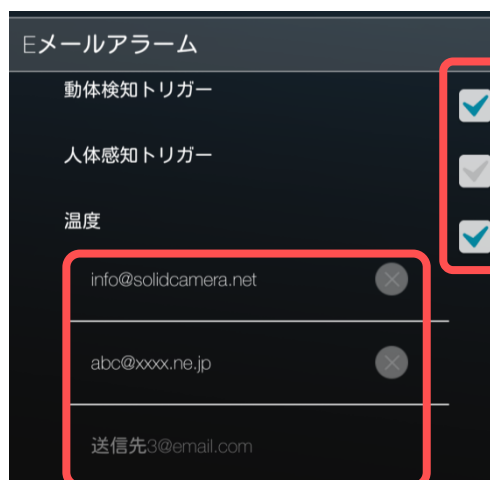 Eメールアラーム
動体検知トリガー
人体感知トリガー
温度
info@solidcamera.net
abc@xxxx.ne.jp
送信先3@email.com